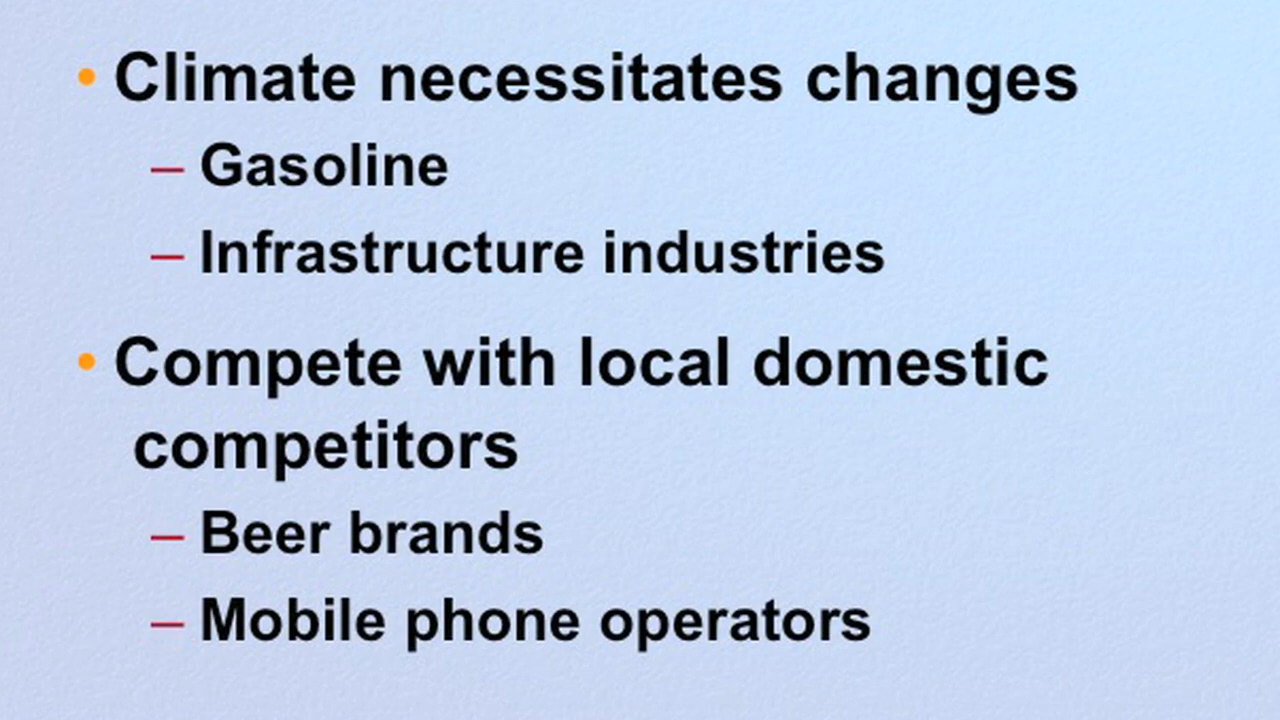 • Climate necessitates changes
– Gasoline
– Infrastructure industries
• Compete with local domestic
competitors
– Beer brands
– Mobile phone operators